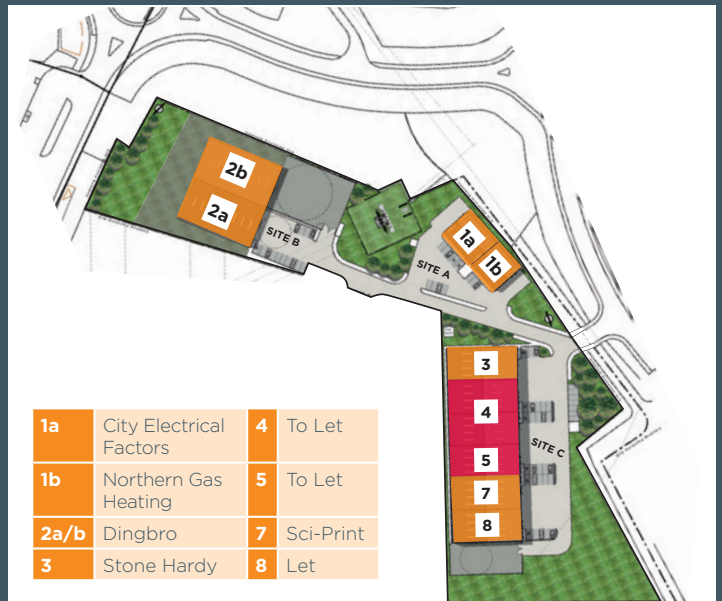 2b
2a
SITE B
1a
1b
SITE A
3
4
5
7
8
SITE C
1a City Electrical Factors 4 To Let
1b Northern Gas Heating 5 To Let
2a/b Dingbro 7 Sci-Print
3 Stone Hardy 8 Let